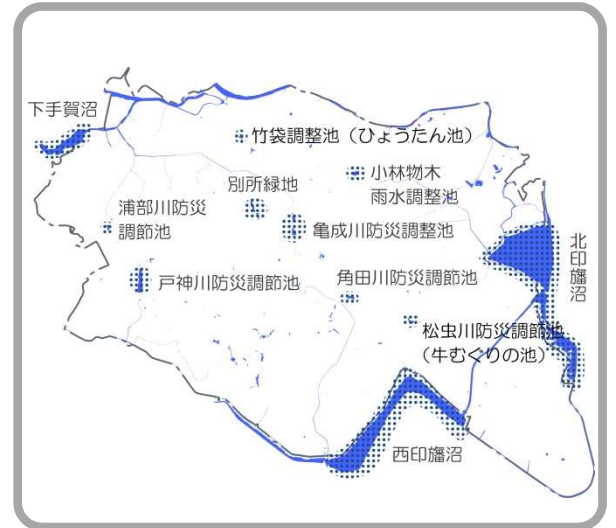 下手賀沼
竹袋調整池（ひょうたん池）
小林物木
雨水調整池
別所緑地
浦部川防災
調節池
亀成川防災調整池
北印旛沼
戸神川防災調節池
角田川防災調節池
松虫川防災調節池
（牛むぐりの池）
西印旛沼